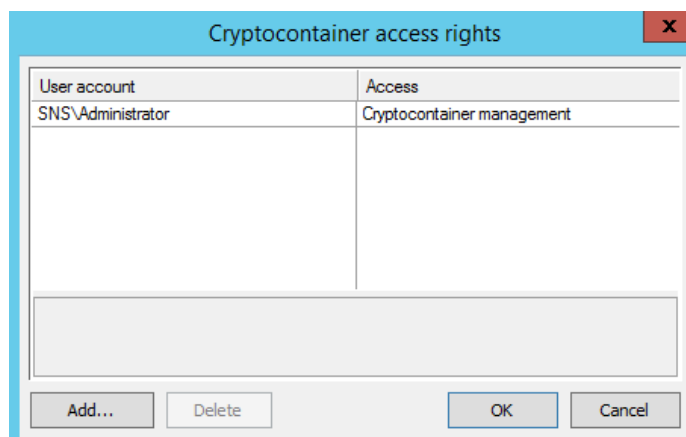 Cryptocontainer access rights
x
User account Access
SNS\Administrator Cryptocontainer management
Add... Delete OK Cancel